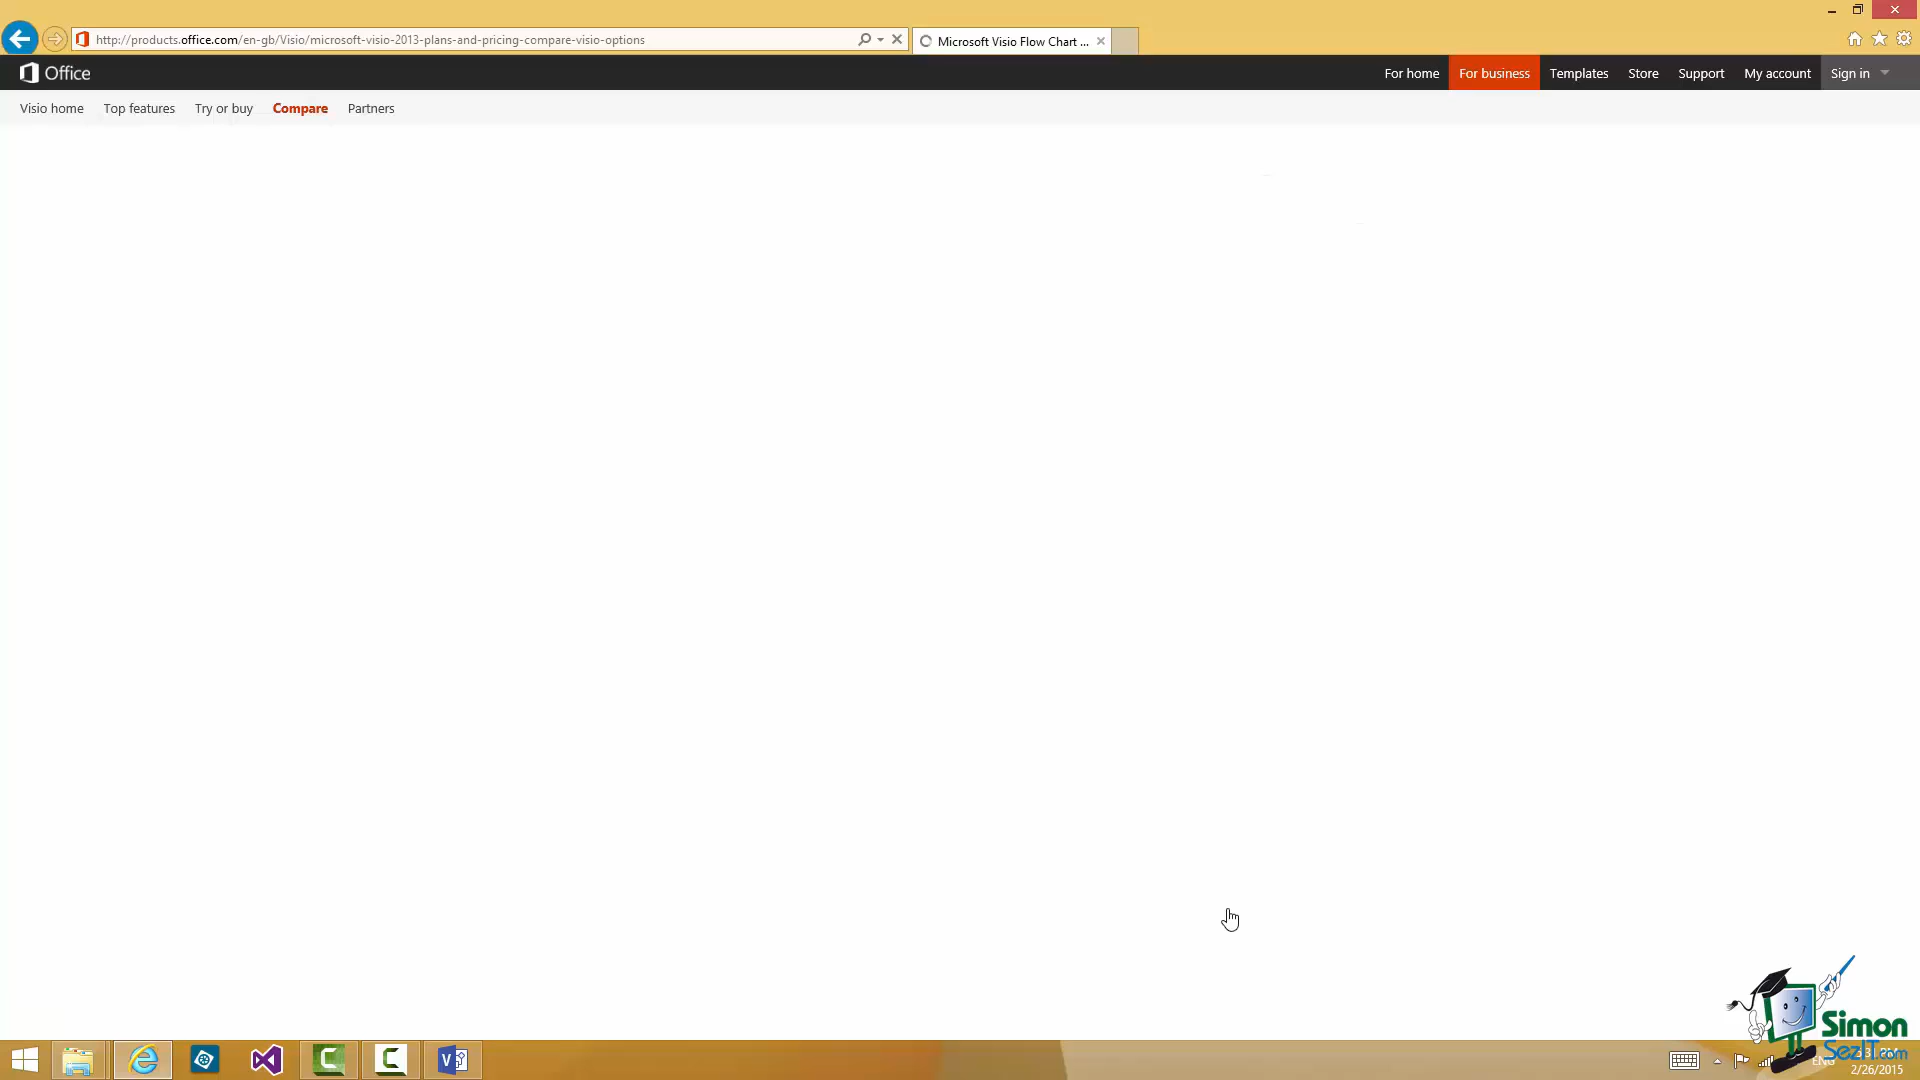 http://products.office.com/en-gb/Visio/microsoft-visio-2013-plans-and-pricing-compare-visio-options
Microsoft Visio Flow Chart ...
Office
For home
For business
Templates
Store
Support
My account
Sign in
Visio home
Top features
Try or buy
Compare
Partners
Simon
SezIT.com
ENG
2/26/2015